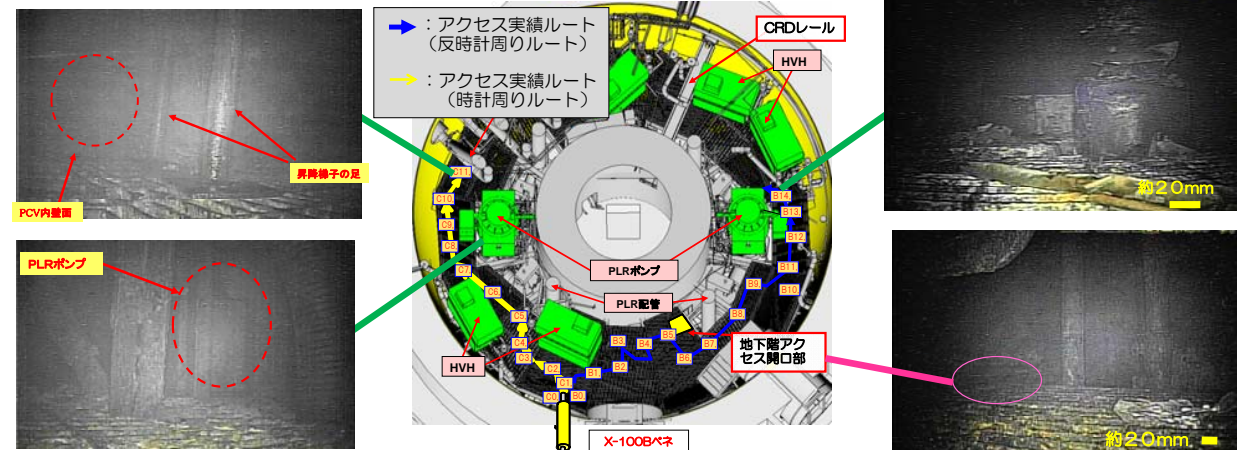 PCV内壁面
昇降梯子の足
PLRポンプ
：アクセス実績ルート
（反時計周りルート）
：アクセス実績ルート
（時計周りルート）
CRDレール
HVH
C11,
C10,
C9,
C8,
C7,
C6,
C5,
C4,
C3,
C2,
C1,
C0,
B0,
B1,
B2,
B3,
B4,
B5
B6,
B7,
B8,
B9,
B10,
B11,
B12,
B13,
B14,
PLRポンプ
PLR配管
HVH
地下階アク
セス開口部
X-100Bペネ
約20mm
約20mm